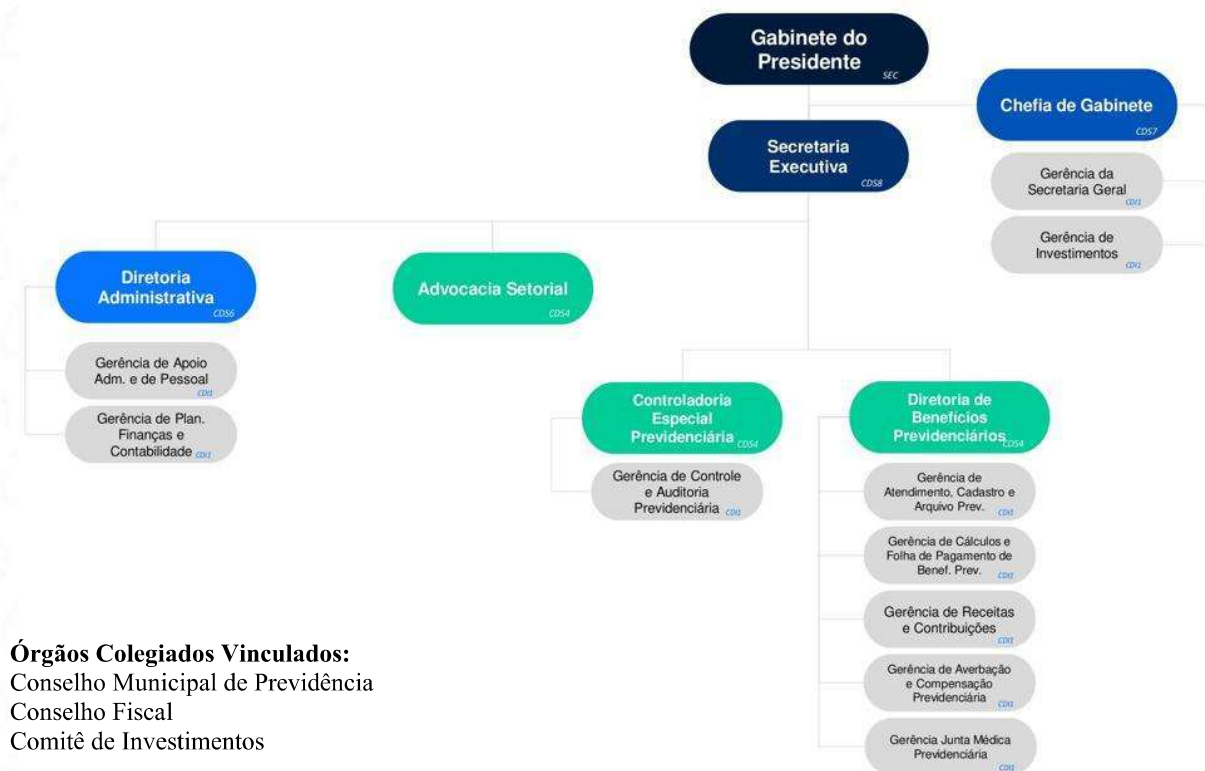 Gabinete do
Presidente
SEC
Chefia de Gabinete
CDS7
Secretaria
Executiva
CDS8
Gerência da
Secretaria Geral
CDI1
Gerência de
Investimentos
CDI1
Diretoria
Administrativa
CDS6
Advocacia Setorial
CDS4
Gerência de Apoio
Adm. e de Pessoal
CDI1
Gerência de Plan.
Finanças e
Contabilidade CDI1
Controladoria
Especial
Previdenciária CDS4
Gerência de Controle
e Auditoria
Previdenciária CDI1
Diretoria de
Benefícios
Previdenciários CDS4
Gerência de
Atendimento, Cadastro e
Arquivo Prev. CDI1
Gerência de Cálculos e
Folha de Pagamento de
Benef. Prev. CDI1
Gerência de Receitas
e Contribuições
CDI1
Gerência de Averbação
e Compensação
Previdenciária CDI1
Gerência Junta Médica
Previdenciária
CDI1
Órgãos Colegiados Vinculados:
Conselho Municipal de Previdência
Conselho Fiscal
Comitê de Investimentos